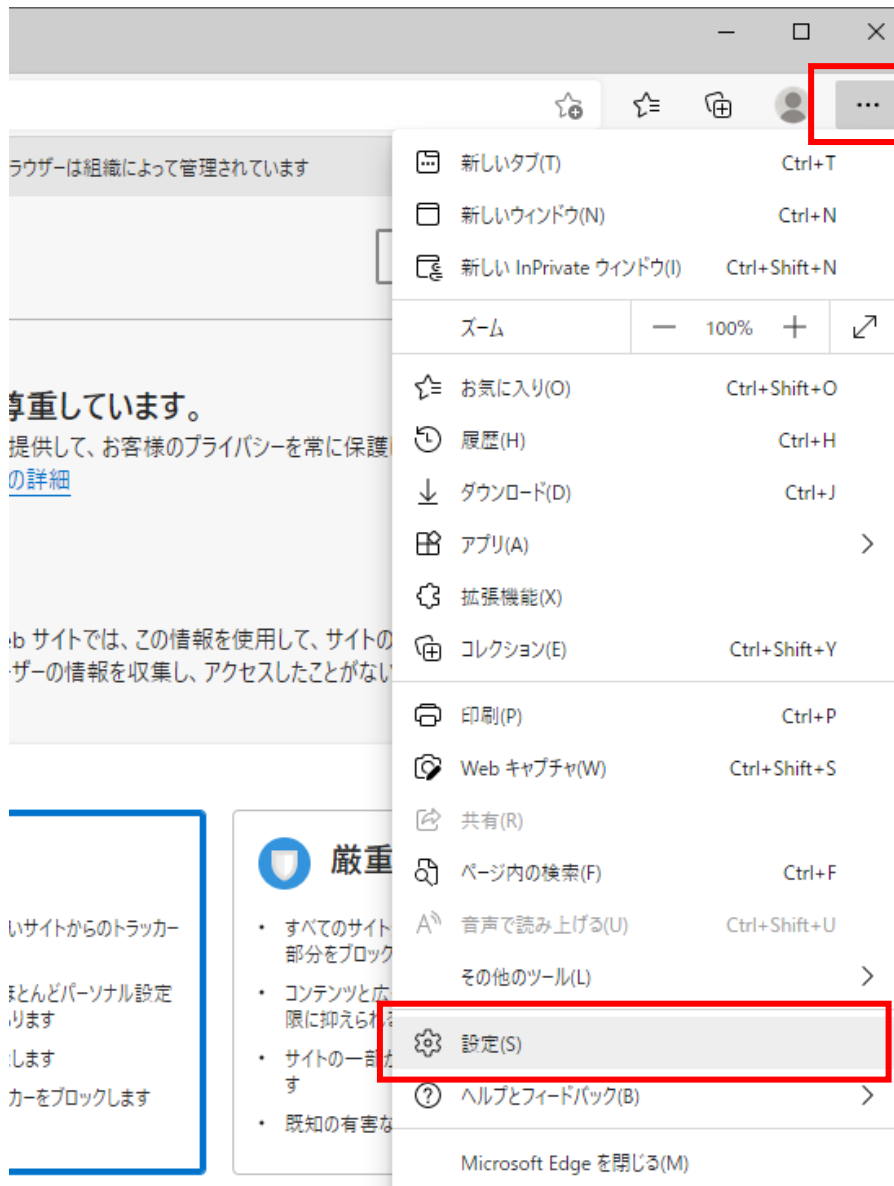 ラウザーは組織によって管理されています
新しいタブ(T) Ctrl+T
新しいウィンドウ(N) Ctrl+N
新しい InPrivate ウィンドウ(I) Ctrl+Shift+N
ズーム 100%
お気に入り(O) Ctrl+Shift+O
履歴(H) Ctrl+H
ダウンロード(D) Ctrl+J
アプリ(A)
拡張機能(X)
コレクション(E) Ctrl+Shift+Y
印刷(P) Ctrl+P
Web キャプチャ(W) Ctrl+Shift+S
共有(R)
ページ内の検索(F) Ctrl+F
音声で読み上げる(U) Ctrl+Shift+U
その他のツール(L)
設定(S)
ヘルプとフィードバック(B)
Microsoft Edge を閉じる(M)
尊重しています。
提供して、お客様のプライバシーを常に保護
の詳細
eb サイトでは、この情報を使用して、サイトの
ーザーの情報を収集し、アクセスしたことがない
いサイトからのトラッカー
ほとんどパーソナル設定
ります
します
カーをブロックします
厳重
• すべてのサイト
部分をブロック
• コンテンツと広
限に抑えられ
• サイトの一部が
す
• 既知の有害な